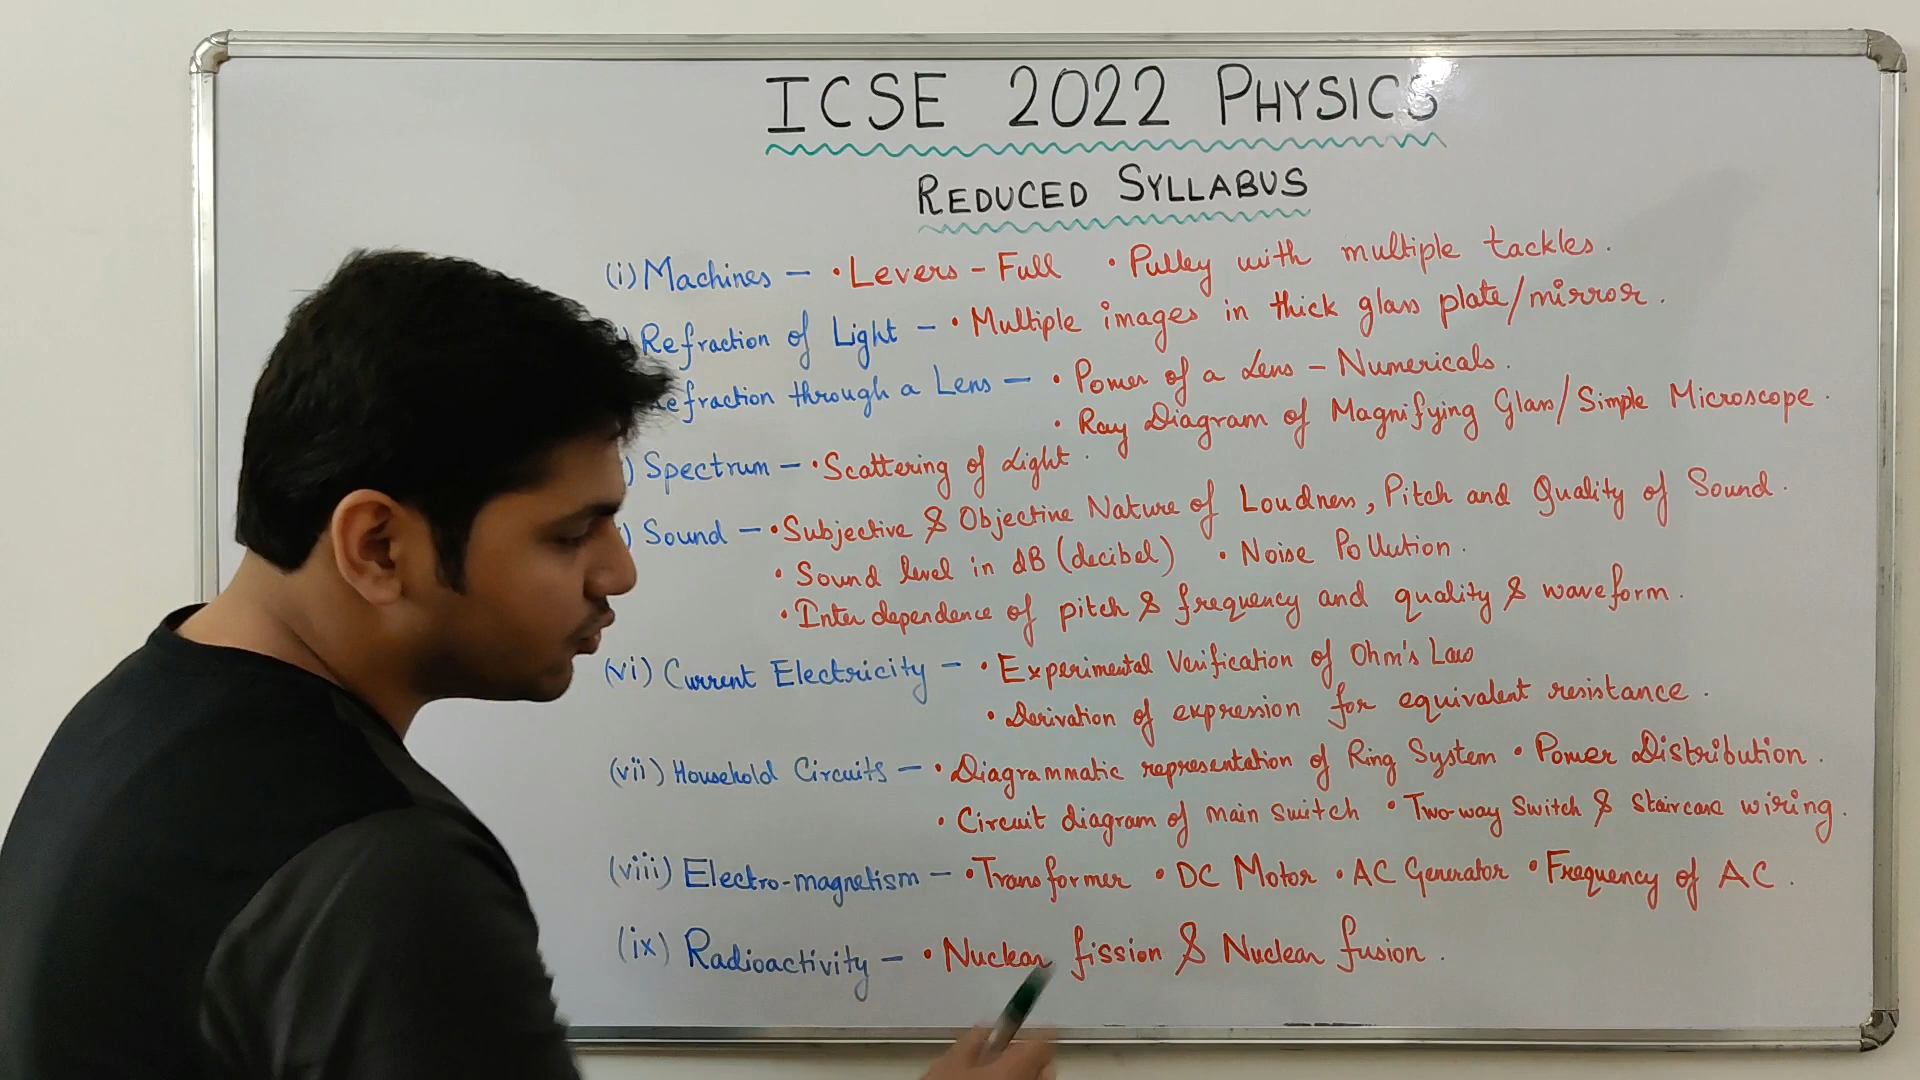 ICSE 2022 PHYSICS
REDUCED SYLLABUS
(i) Machines – • Levers – Full • Pulley with multiple tackles.
) Refraction of Light – • Multiple images in thick glass plate/mirror.
efraction through a Lens – • Power of a Lens – Numericals.
• Ray Diagram of Magnifying Glass/Simple Microscope.
) Spectrum – • Scattering of Light.
) Sound – • Subjective & Objective Nature of Loudness, Pitch and Quality of Sound.
• Sound level in dB (decibel) • Noise Pollution.
• Inter dependence of pitch & frequency and quality & waveform.
(vi) Current Electricity – • Experimental Verification of Ohm's Law
• Derivation of expression for equivalent resistance.
(vii) Household Circuits – • Diagrammatic representation of Ring System • Power Distribution.
• Circuit diagram of main switch • Two-way Switch & Staircase wiring.
(viii) Electro-magnetism – • Transformer • DC Motor • AC Generator • Frequency of AC.
(ix) Radioactivity – • Nuclear fission & Nuclear fusion.